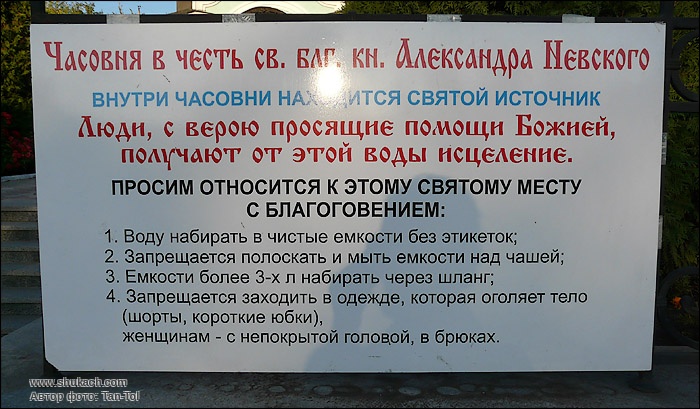 Часовня в честь св. блг. кн. Александра Невского
ВНУТРИ ЧАСОВНИ НАХОДИТСЯ СВЯТОЙ ИСТОЧНИК
Люди, с верою просящие помощи Божией,
получают от этой воды исцеление.
ПРОСИМ ОТНОСИТСЯ К ЭТОМУ СВЯТОМУ МЕСТУ
С БЛАГОГОВЕНИЕМ:
1. Воду набирать в чистые емкости без этикеток;
2. Запрещается полоскать и мыть емкости над чашей;
3. Емкости более 3-х л набирать через шланг;
4. Запрещается заходить в одежде, которая оголяет тело
(шорты, короткие юбки),
женщинам - с непокрытой головой, в брюках.
www.shukach.com
Автор фото: Tan-Tol